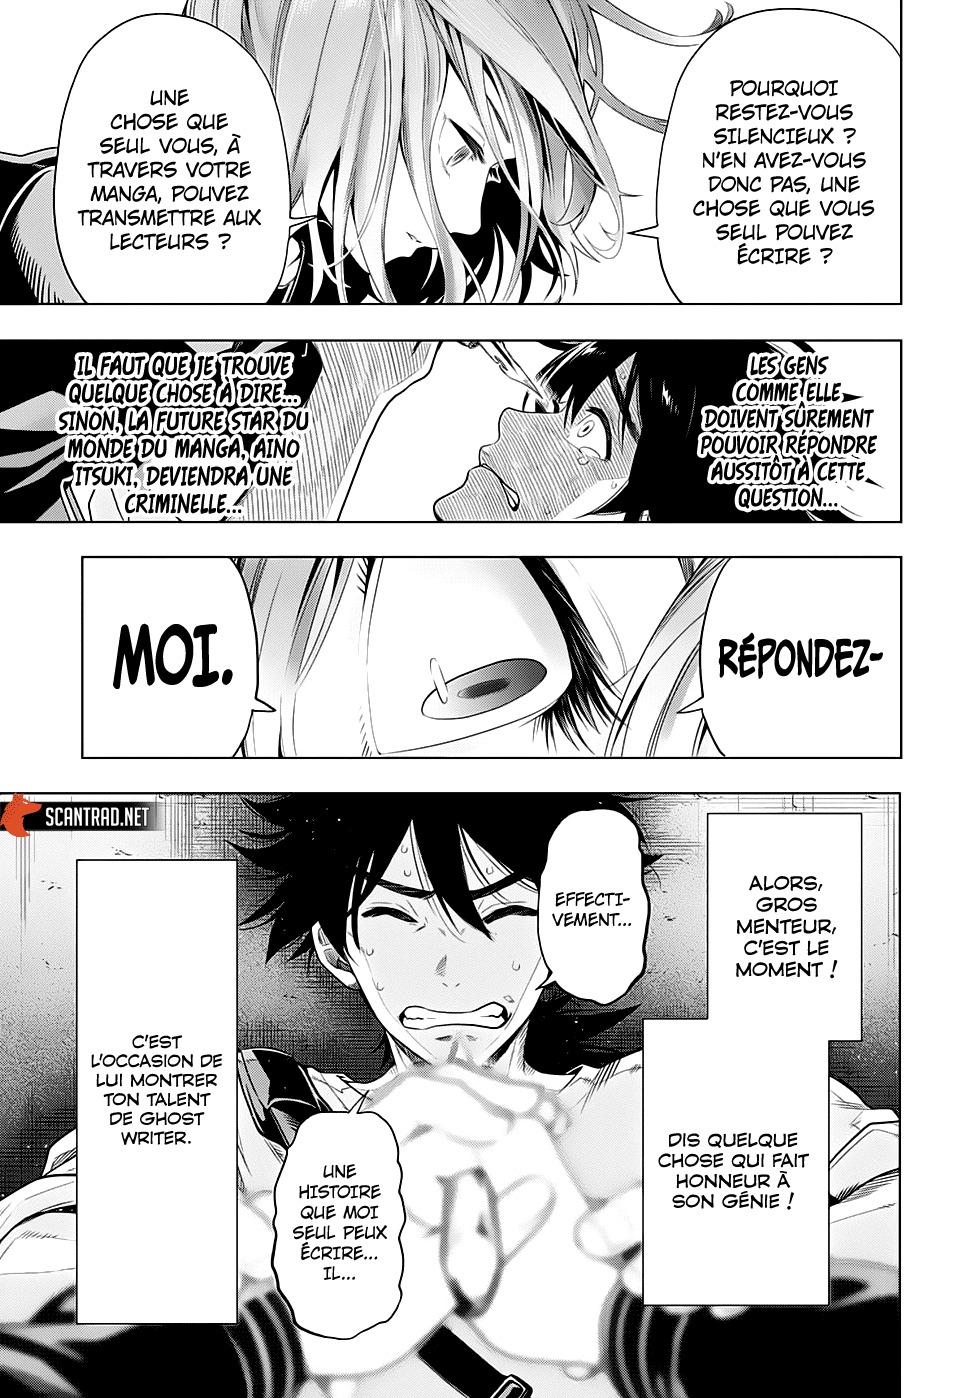 POURQUOI
RESTEZ-VOUS
SILENCIEUX ?
N'EN AVEZ-VOUS
DONC PAS, UNE
CHOSE QUE VOUS
SEUL POUVEZ
ÉCRIRE ?
UNE
CHOSE QUE
SEUL VOUS, À
TRAVERS VOTRE
MANGA, POUVEZ
TRANSMETTRE AUX
LECTEURS ?
LES GENS
COMME ELLE
DOIVENT SÛREMENT
POUVOIR RÉPONDRE
AUSSITÔT À CETTE
QUESTION...
IL FAUT QUE JE TROUVE
QUELQUE CHOSE À DIRE...
SINON, LA FUTURE STAR DU
MONDE DU MANGA, AINO
ITSUKI, DEVIENDRA UNE
CRIMINELLE...
RÉPONDEZ-
MOI.
SCANTRAD.NET
ALORS,
GROS
MENTEUR,
C'EST LE
MOMENT !
EFFECTI-
VEMENT...
DIS QUELQUE
CHOSE QUI FAIT
HONNEUR À
SON GÉNIE !
UNE
HISTOIRE
QUE MOI
SEUL PEUX
ÉCRIRE...
IL...
C'EST
L'OCCASION DE
LUI MONTRER
TON TALENT
DE GHOST
WRITER.